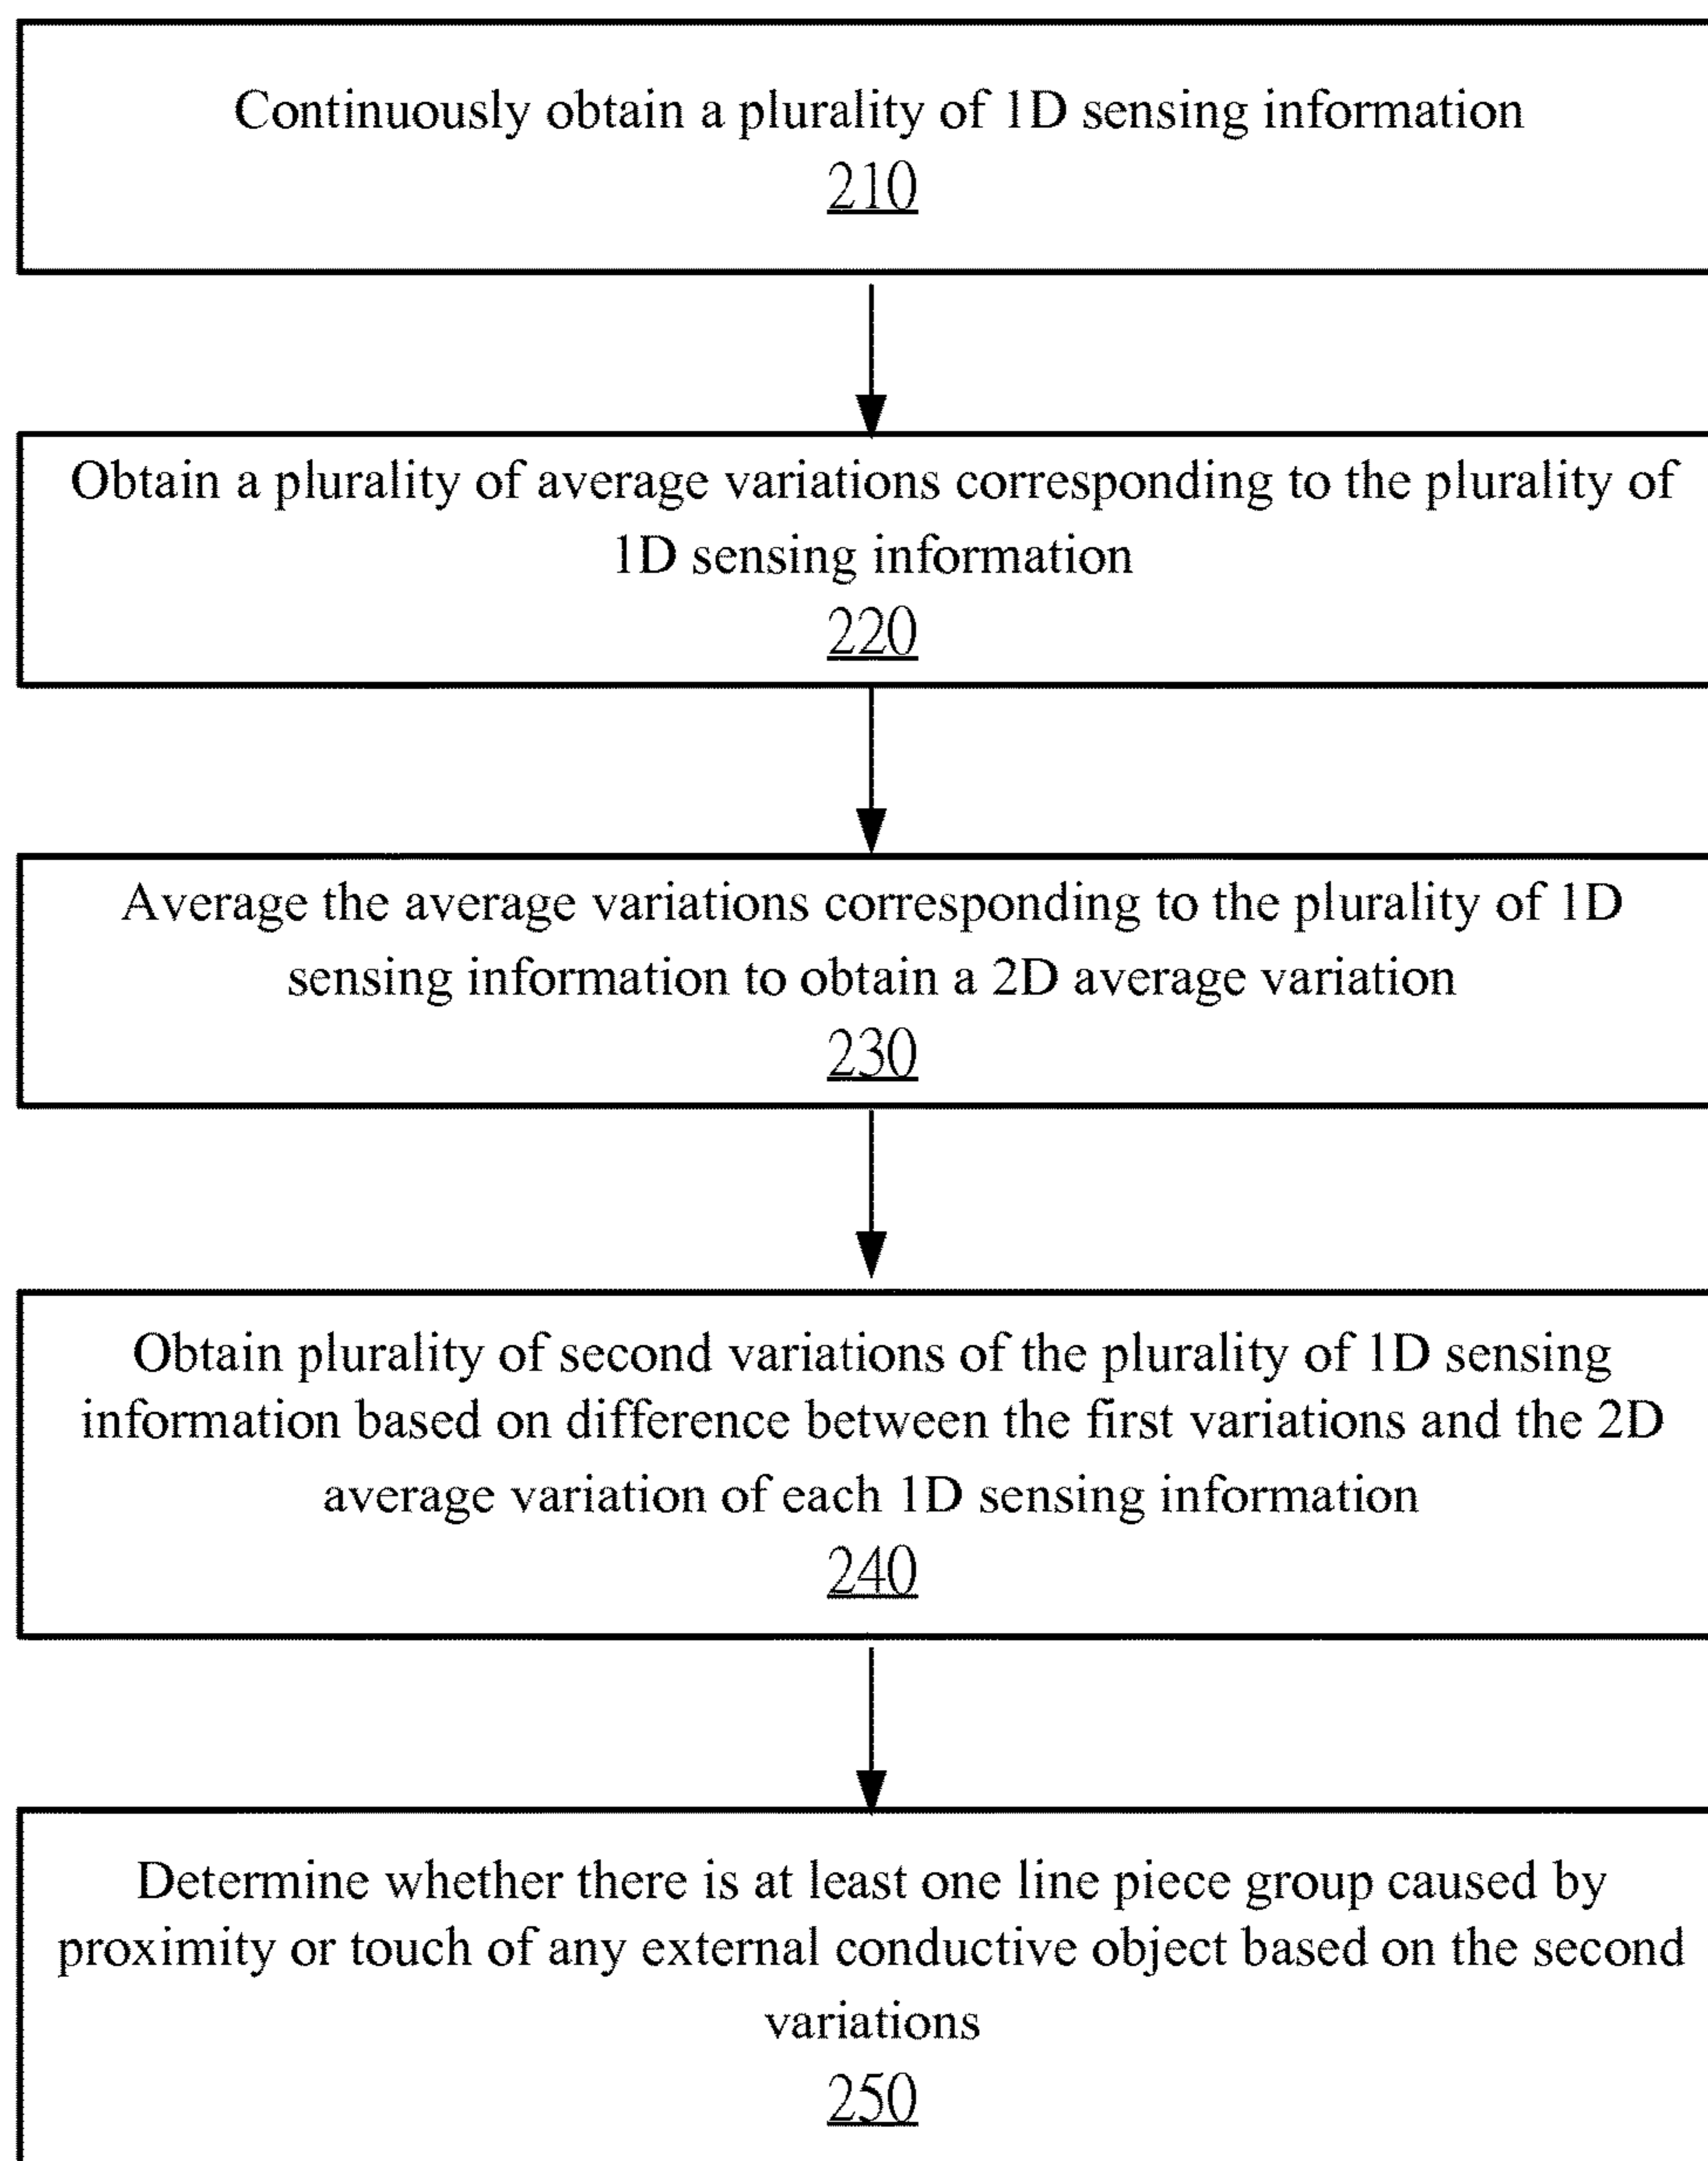 Continuously obtain a plurality of 1D sensing information
210
Obtain a plurality of average variations corresponding to the plurality of
1D sensing information
220
Average the average variations corresponding to the plurality of 1D
sensing information to obtain a 2D average variation
230
Obtain plurality of second variations of the plurality of 1D sensing
information based on difference between the first variations and the 2D
average variation of each 1D sensing information
240
Determine whether there is at least one line piece group caused by
proximity or touch of any external conductive object based on the second
variations
250